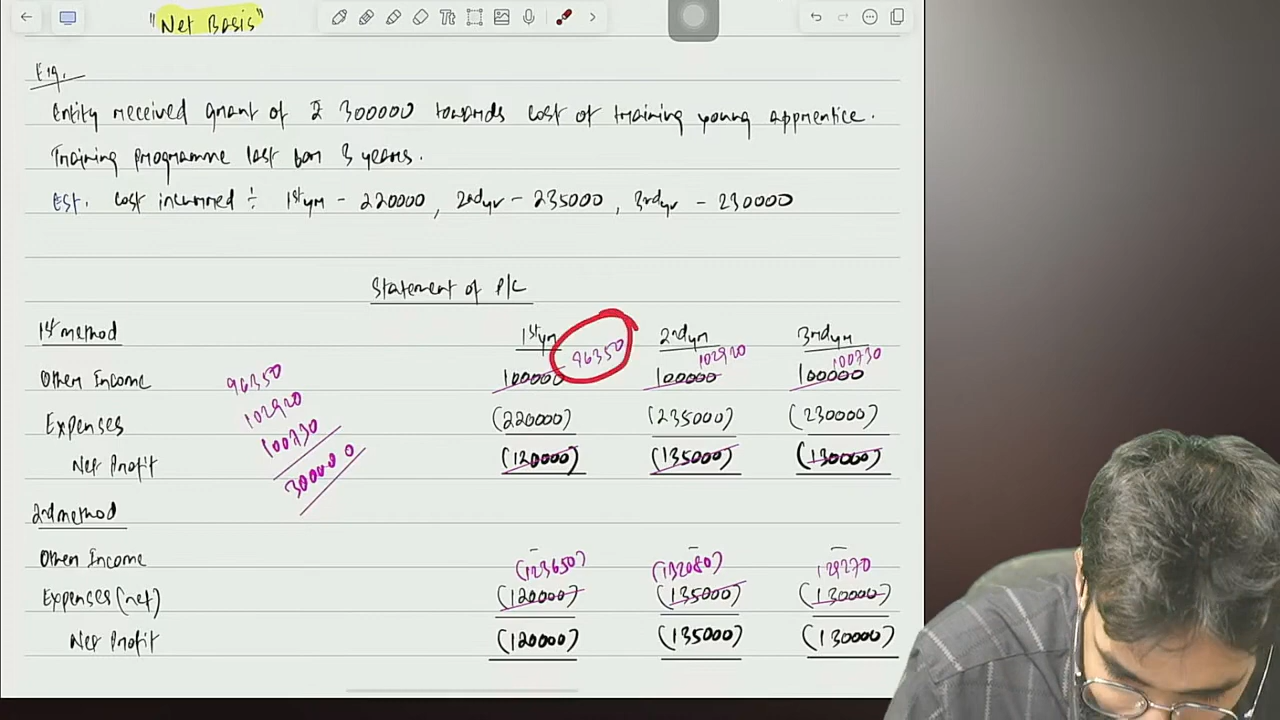 "Net Basis"
Eg.
Entity received grant of ₹ 300000 towards cost of training young apprentice.
Training programme last for 3 years.
Est. cost incurred ÷ 1st yr - 220000, 2nd yr - 235000, 3rd yr - 230000
Statement of P/L
1st method 1st yr 2nd yr 3rd yr
96350 102920 100730
Other Income 100000 100000 100000
Expenses (220000) (235000) (230000)
Net Profit (120000) (135000) (130000)
96350
102920
100730
300000
2nd method
Other Income - - -
(123650) (132080) 129270
Expenses (net) (120000) (135000) (130000)
Net Profit (120000) (135000) (130000)